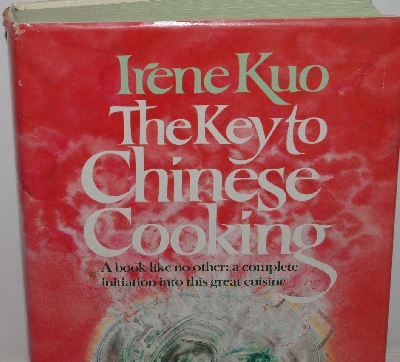 Irene Kuo
The Key to
Chinese
Cooking
A book like no other: a complete
initiation into this great cuisine